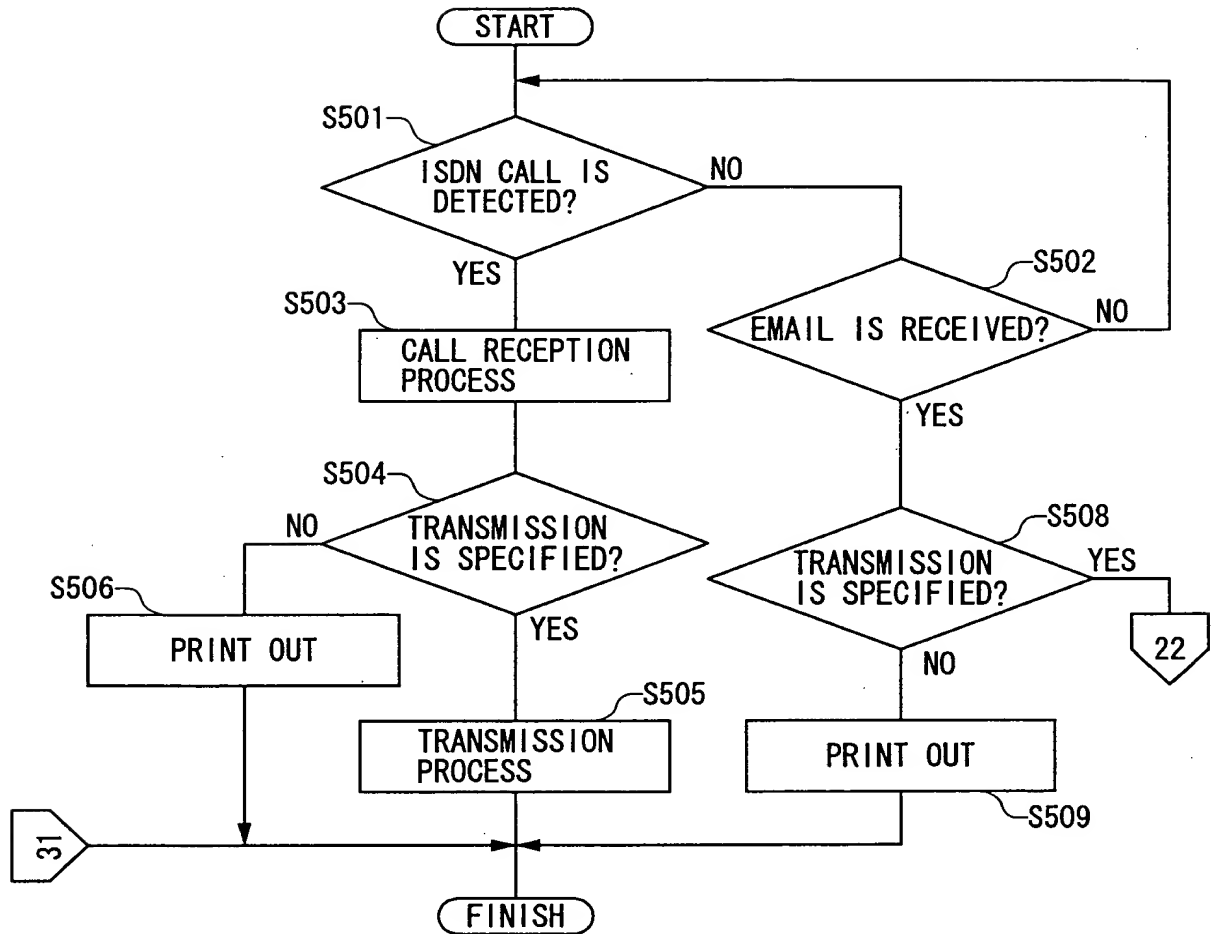 START
S501
ISDN CALL IS
DETECTED?
NO
YES
S502
EMAIL IS RECEIVED?
NO
YES
S503
CALL RECEPTION
PROCESS
S504
TRANSMISSION
IS SPECIFIED?
NO
YES
S508
TRANSMISSION
IS SPECIFIED?
YES
NO
22
S506
PRINT OUT
S505
TRANSMISSION
PROCESS
PRINT OUT
S509
31
FINISH